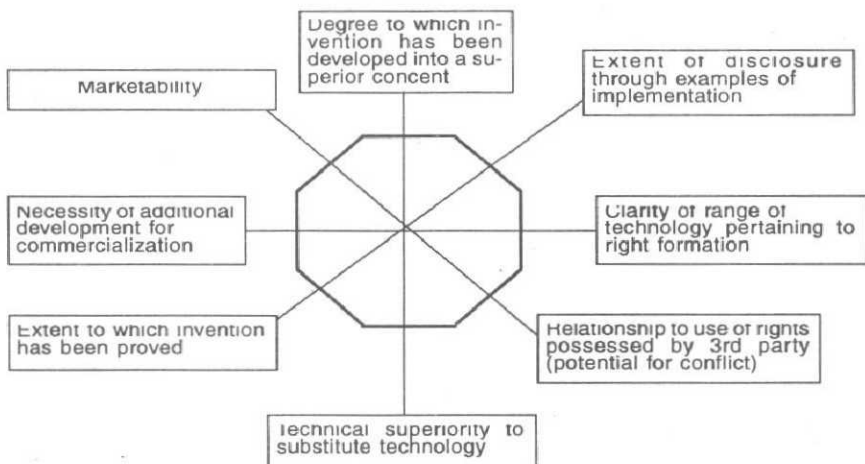 Degree to which in-
vention has been
developed into a su-
perior concent
Extent of disclosure
through examples of
implementation
Marketability
Necessity of additional
development for
commercialization
Clarity of range of
technology pertaining to
right formation
Extent to which invention
has been proved
Relationship to use of rights
possessed by 3rd party
(potential for conflict)
Technical superiority to
substitute technology